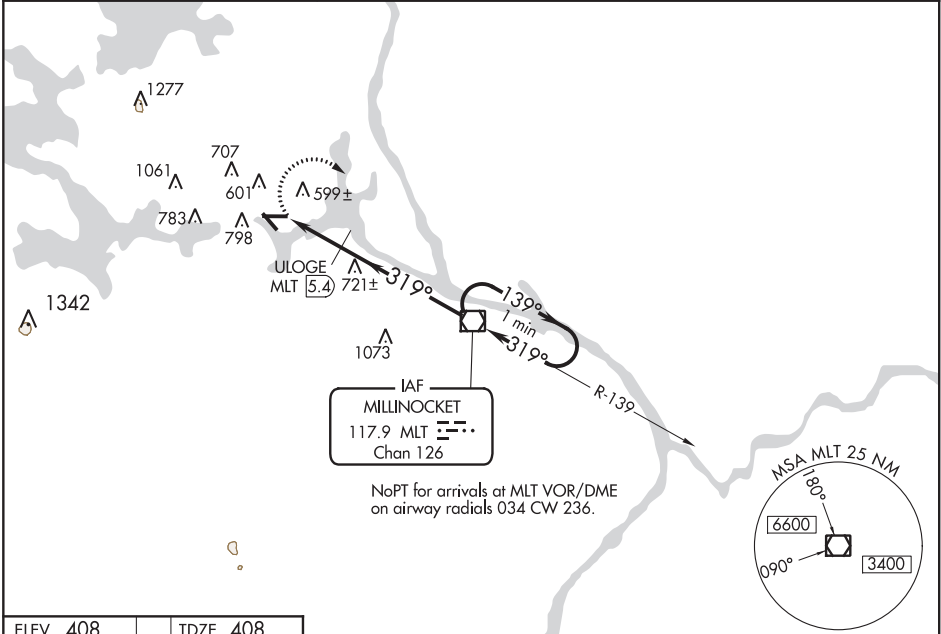 1277
707
1061
601
599±
783
798
ULOGE
MLT 5.4
721±
319°
139°
1 min
319°
1342
1073
R-139
IAF
MILLINOCKET
117.9 MLT
Chan 126
NoPT for arrivals at MLT VOR/DME
on airway radials 034 CW 236.
MSA MLT 25 NM
180°
6600
090°
3400
ELEV 408
TDZE 408